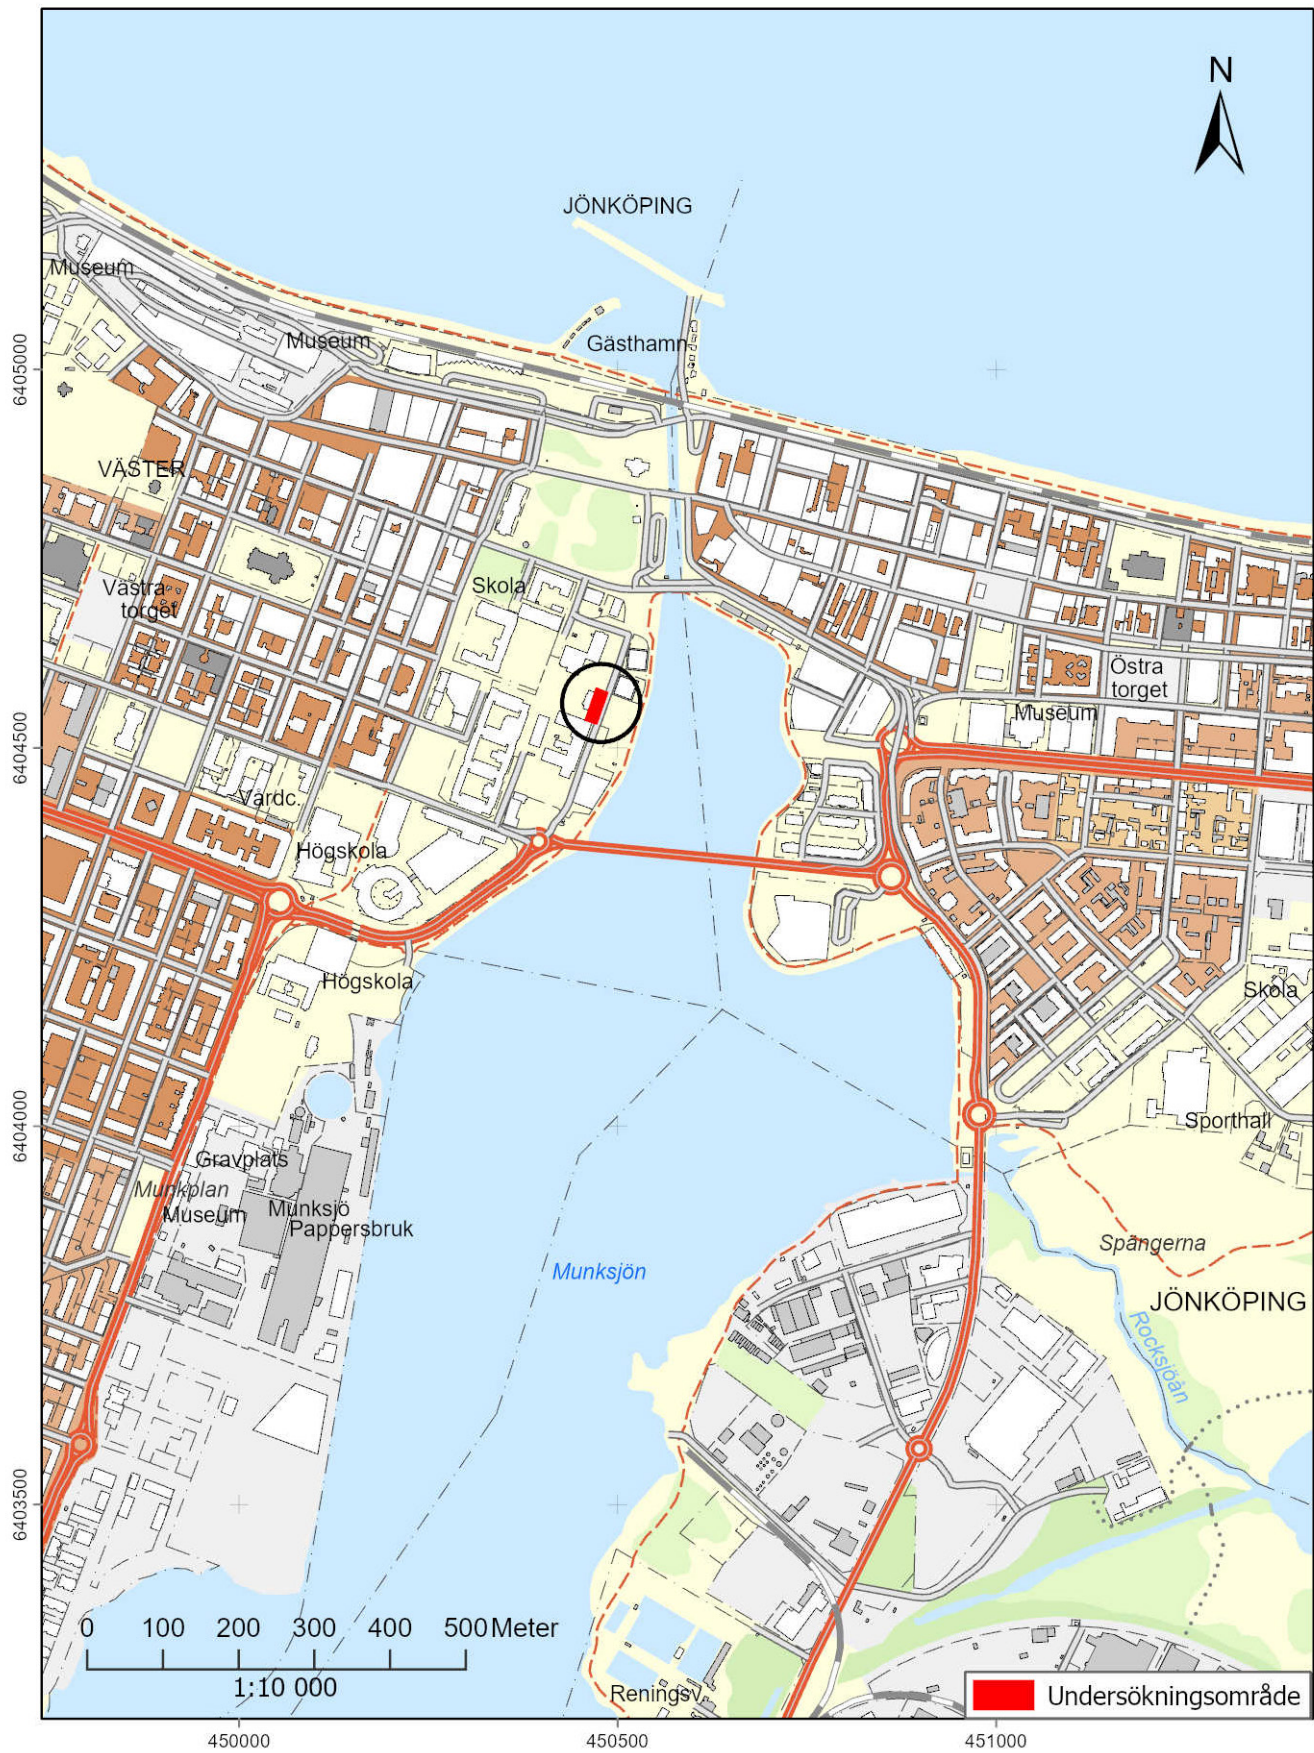 N
JÖNKÖPING
Museum
Museum
Gästhamn
6405000
VÄSTER
Västra
torget
Skola
Östra
torget
Museum
6404500
Vårdc.
Högskola
Högskola
Skola
6404000
Sporthall
Gravplats
Munkplan
Museum
Munksjö
Pappersbruk
Munksjön
Spångerna
JÖNKÖPING
Rocksjöån
6403500
0 100 200 300 400 500 Meter
1:10 000
Reningsv.
Undersökningsområde
450000 450500 451000